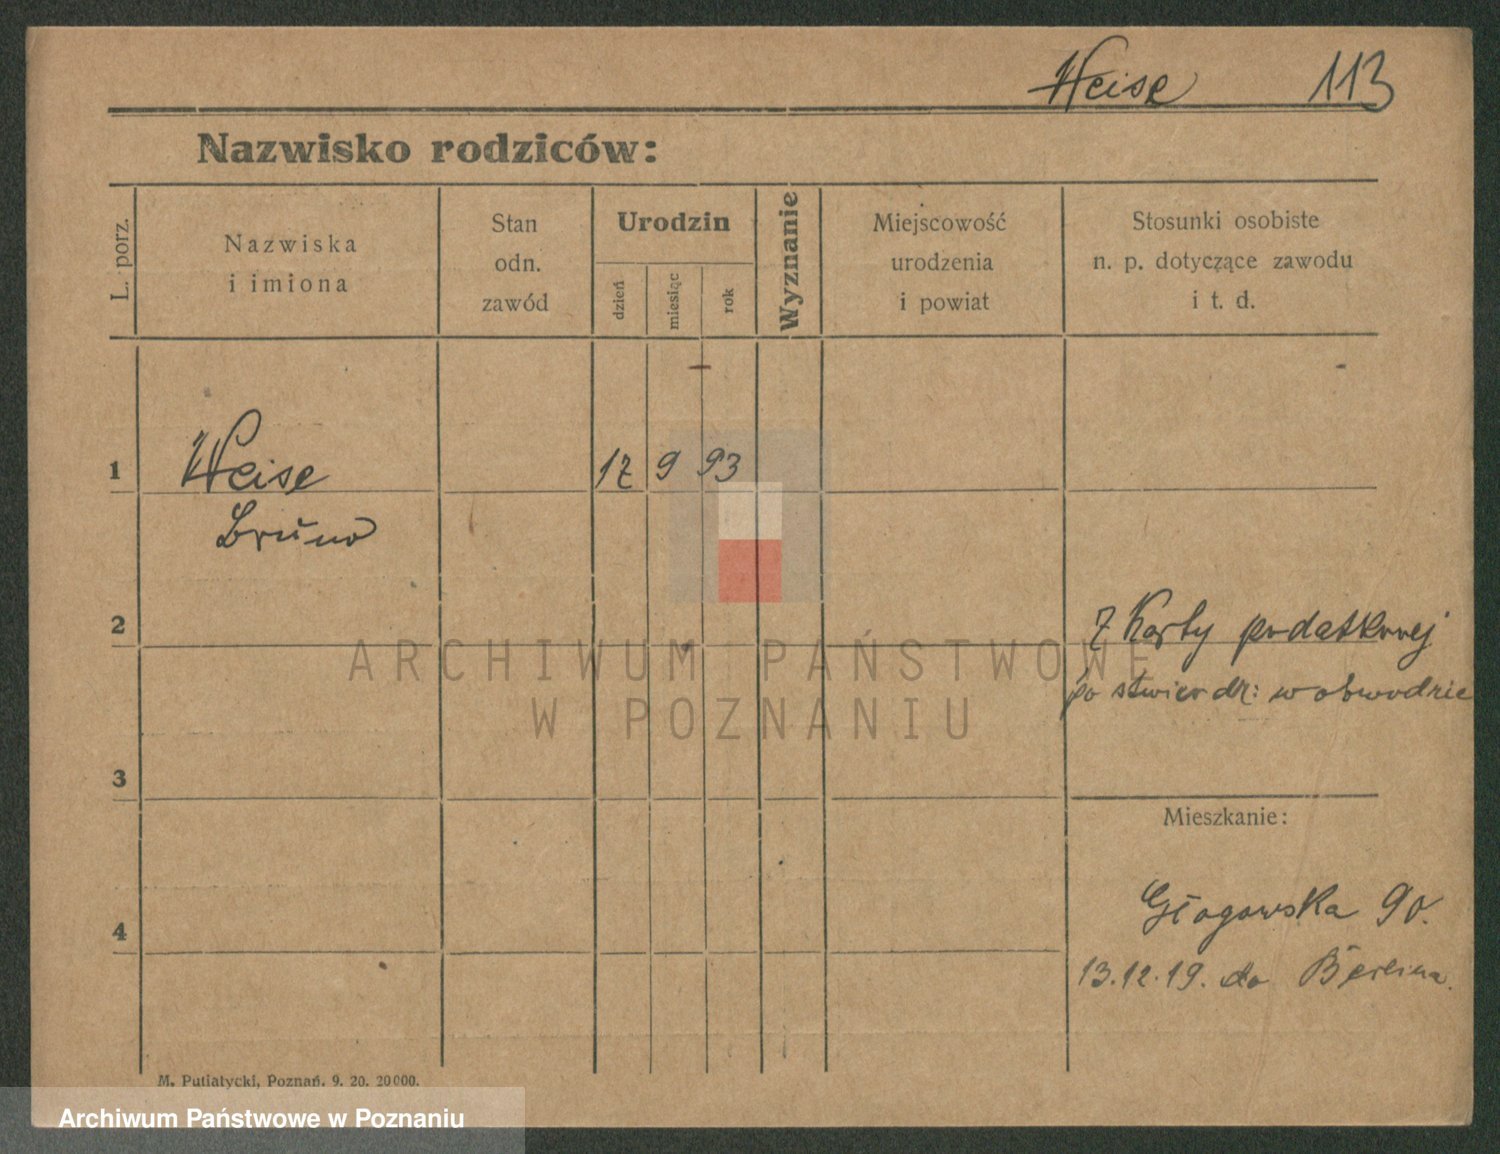 Weise 113
Nazwisko rodziców:
L. porz.
Nazwiska
i imiona
Stan
odn.
zawód
Urodzin
dzień
miesiąc
rok
Wyznanie
Miejscowość
urodzenia
i powiat
Stosunki osobiste
n. p. dotyczące zawodu
i t. d.
1
Weise 12 9 93
Bruno
2
Z Karty podatkowej
po stwierdz: w obwodzie
ARCHIWUM PAŃSTWOWE
W POZNANIU
3
Mieszkanie:
Głogowska 90.
4
13.12.19. do Berlina.
M. Putiatycki, Poznań. 9. 20. 20000.
Archiwum Państwowe w Poznaniu